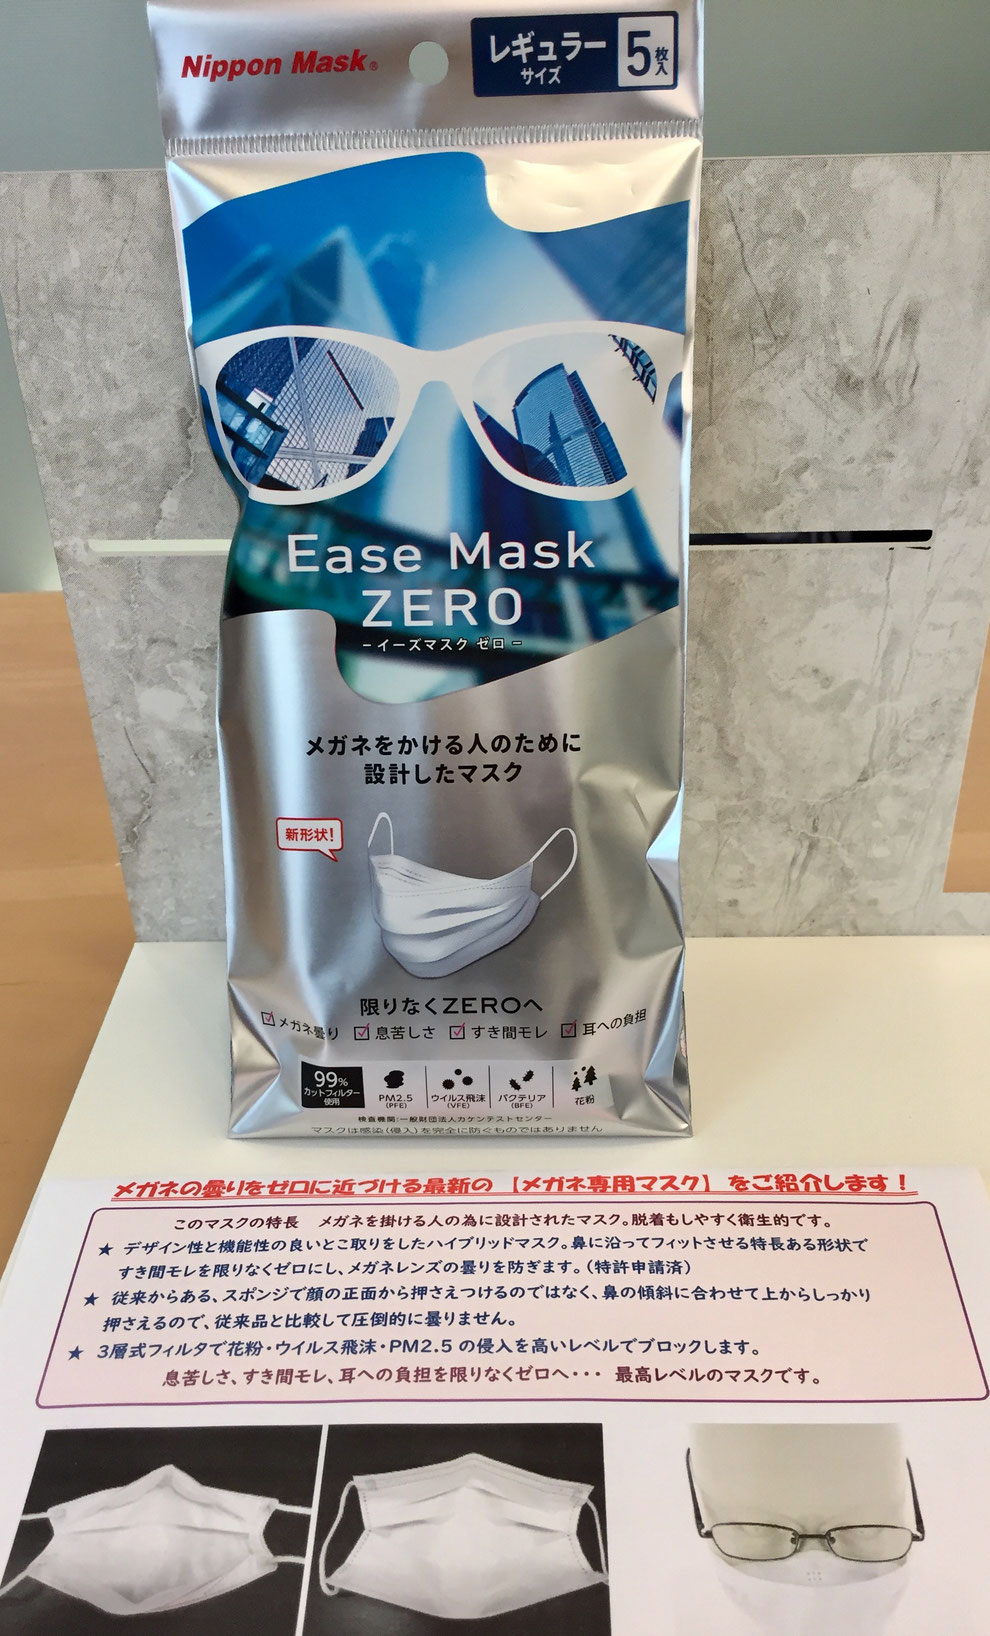 Nippon Mask®
レギュラー
サイズ
5枚入
Ease Mask
ZERO
－イーズマスク ゼロ－
メガネをかける人のために
設計したマスク
新形状!
限りなくZEROへ
☑メガネ曇り ☑息苦しさ ☑すき間モレ ☑耳への負担
99%
カットフィルター
使用
PM2.5
(PFE)
ウイルス飛沫
(VFE)
バクテリア
(BFE)
花粉
検査機関:一般財団法人カケンテストセンター
マスクは感染(侵入)を完全に防ぐものではありません
メガネの曇りをゼロに近づける最新の 【メガネ専用マスク】 をご紹介します！
このマスクの特長 メガネを掛ける人の為に設計されたマスク。脱着もしやすく衛生的です。
★ デザイン性と機能性の良いとこ取りをしたハイブリッドマスク。鼻に沿ってフィットさせる特長ある形状で
すき間モレを限りなくゼロにし、メガネレンズの曇りを防ぎます。（特許申請済）
★ 従来からある、スポンジで顔の正面から押さえつけるのではなく、鼻の傾斜に合わせて上からしっかり
押さえるので、従来品と比較して圧倒的に曇りません。
★ 3層式フィルタで花粉・ウイルス飛沫・PM2.5 の侵入を高いレベルでブロックします。
息苦しさ、すき間モレ、耳への負担を限りなくゼロへ・・・ 最高レベルのマスクです。